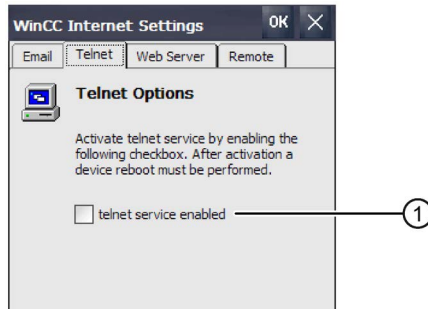 WinCC Internet Settings OK
Email Telnet Web Server Remote
Telnet Options
Activate telnet service by enabling the
following checkbox. After activation a
device reboot must be performed.
telnet service enabled 1